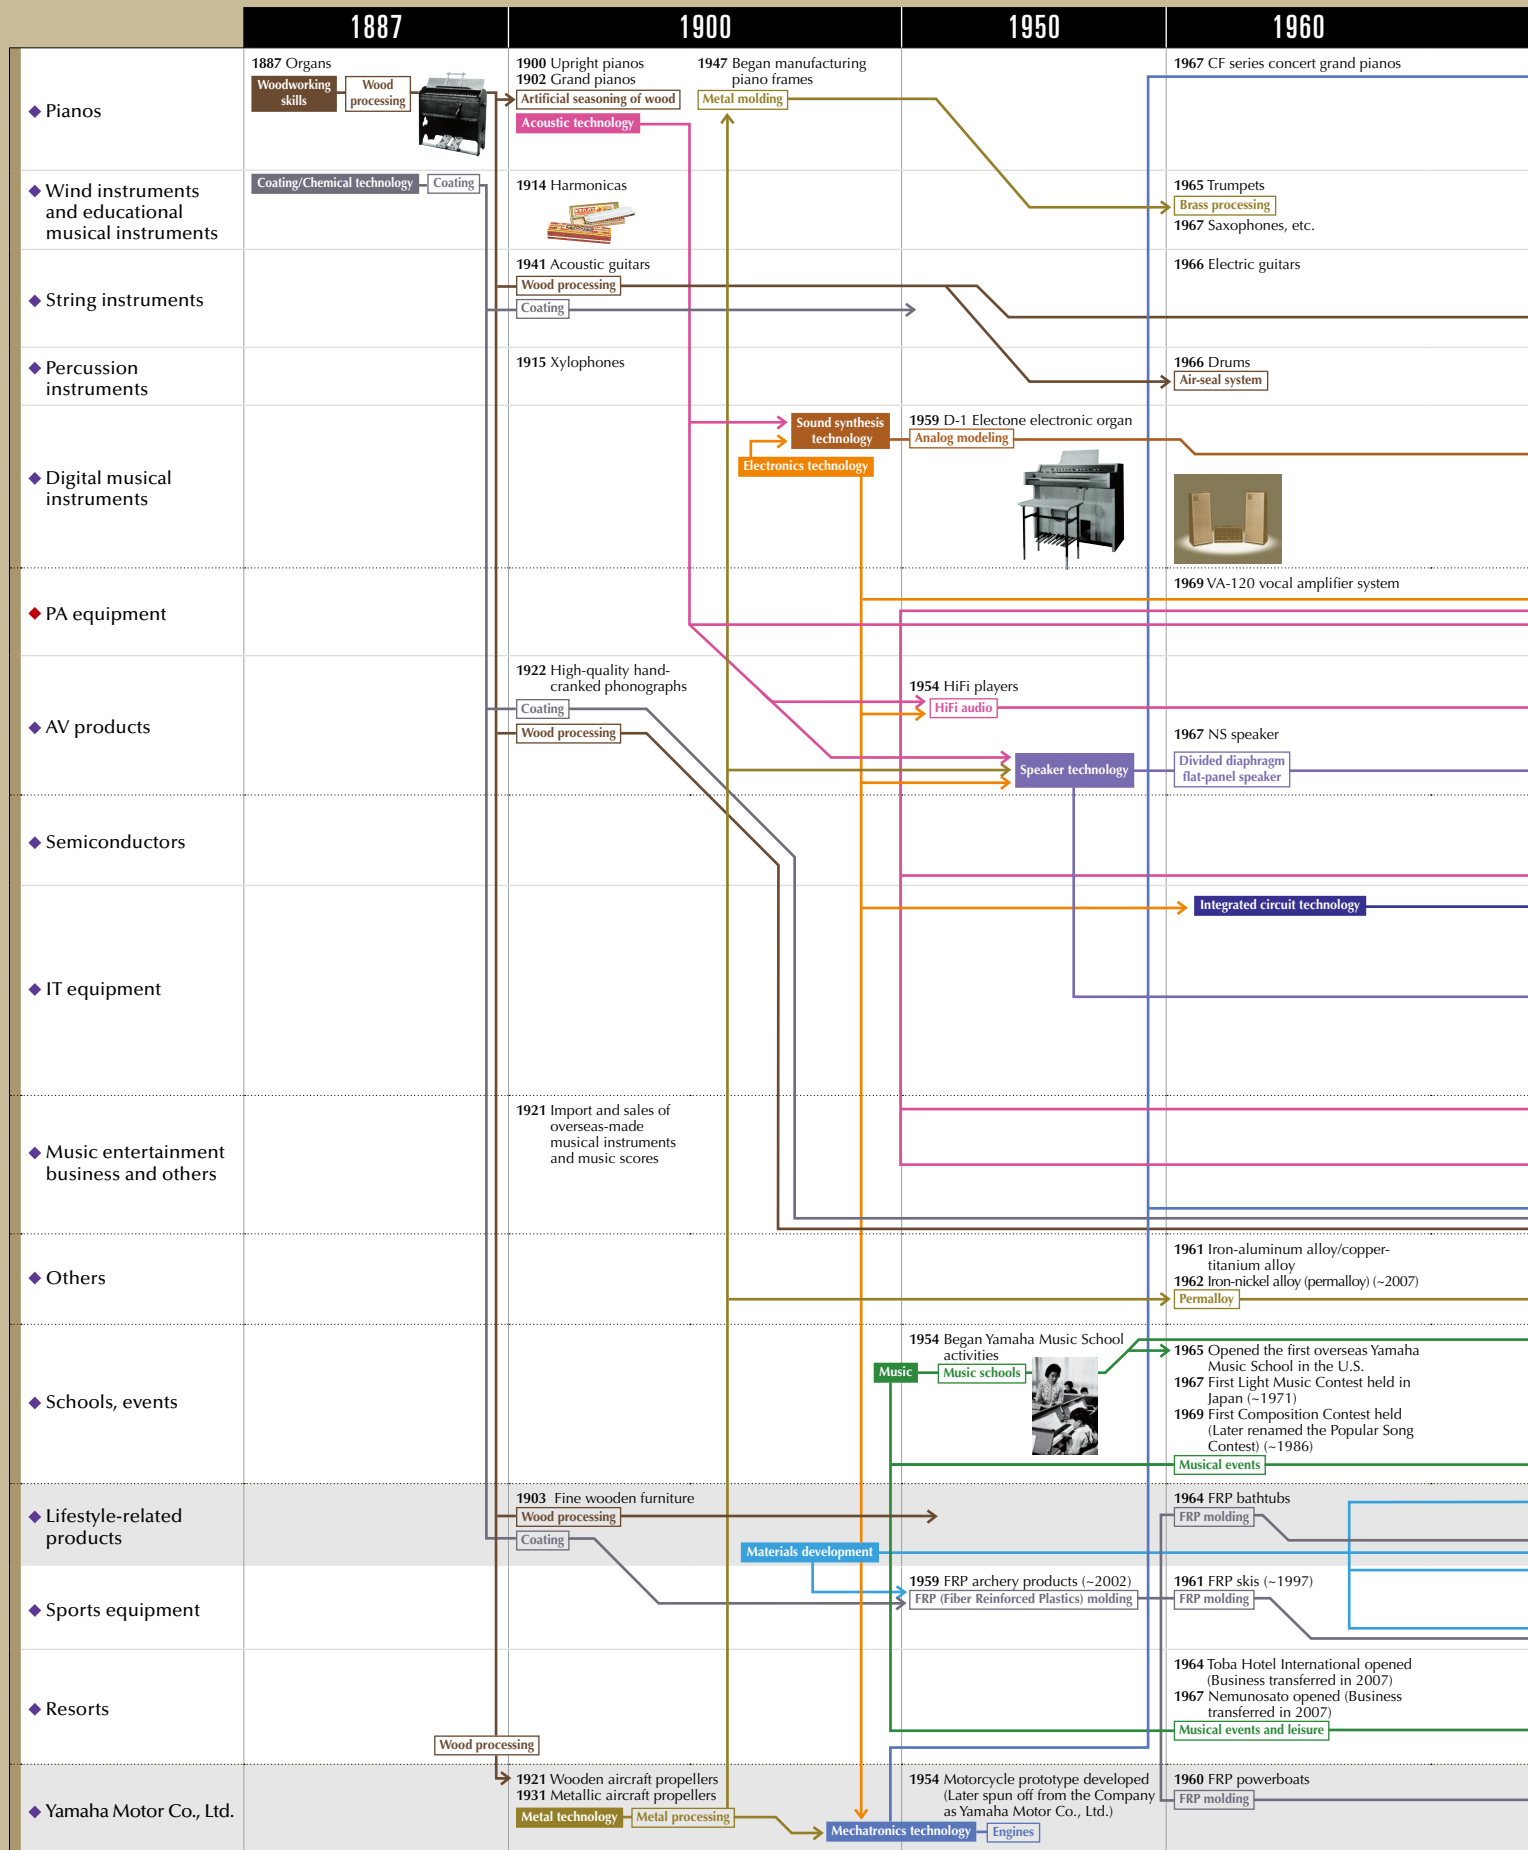 1887
1900
1950
1960
Pianos
1887 Organs
Woodworking
skills
Wood
processing
1900 Upright pianos
1902 Grand pianos
Artificial seasoning of wood
Acoustic technology
1947 Began manufacturing
piano frames
Metal molding
1967 CF series concert grand pianos
Wind instruments
and educational
musical instruments
Coating/Chemical technology
Coating
1914 Harmonicas
1965 Trumpets
Brass processing
1967 Saxophones, etc.
String instruments
1941 Acoustic guitars
Wood processing
Coating
1966 Electric guitars
Percussion
instruments
1915 Xylophones
1966 Drums
Air-seal system
Digital musical
instruments
Sound synthesis
technology
Electronics technology
1959 D-1 Electone electronic organ
Analog modeling
PA equipment
1969 VA-120 vocal amplifier system
AV products
1922 High-quality hand-
cranked phonographs
Coating
Wood processing
1954 HiFi players
HiFi audio
Speaker technology
1967 NS speaker
Divided diaphragm
flat-panel speaker
Semiconductors
Integrated circuit technology
IT equipment
Music entertainment
business and others
1921 Import and sales of
overseas-made
musical instruments
and music scores
Others
1961 Iron-aluminum alloy/copper-
titanium alloy
1962 Iron-nickel alloy (permalloy) (~2007)
Permalloy
Schools, events
Music
1954 Began Yamaha Music School
activities
Music schools
1965 Opened the first overseas Yamaha
Music School in the U.S.
1967 First Light Music Contest held in
Japan (~1971)
1969 First Composition Contest held
(Later renamed the Popular Song
Contest) (~1986)
Musical events
Lifestyle-related
products
1903 Fine wooden furniture
Wood processing
Coating
Materials development
1964 FRP bathtubs
FRP molding
Sports equipment
1959 FRP archery products (~2002)
FRP (Fiber Reinforced Plastics) molding
1961 FRP skis (~1997)
FRP molding
Resorts
Wood processing
1964 Toba Hotel International opened
(Business transferred in 2007)
1967 Nemunosato opened (Business
transferred in 2007)
Musical events and leisure
Yamaha Motor Co., Ltd.
1921 Wooden aircraft propellers
1931 Metallic aircraft propellers
Metal technology
Metal processing
Mechatronics technology
Engines
1954 Motorcycle prototype developed
(Later spun off from the Company
as Yamaha Motor Co., Ltd.)
1960 FRP powerboats
FRP molding